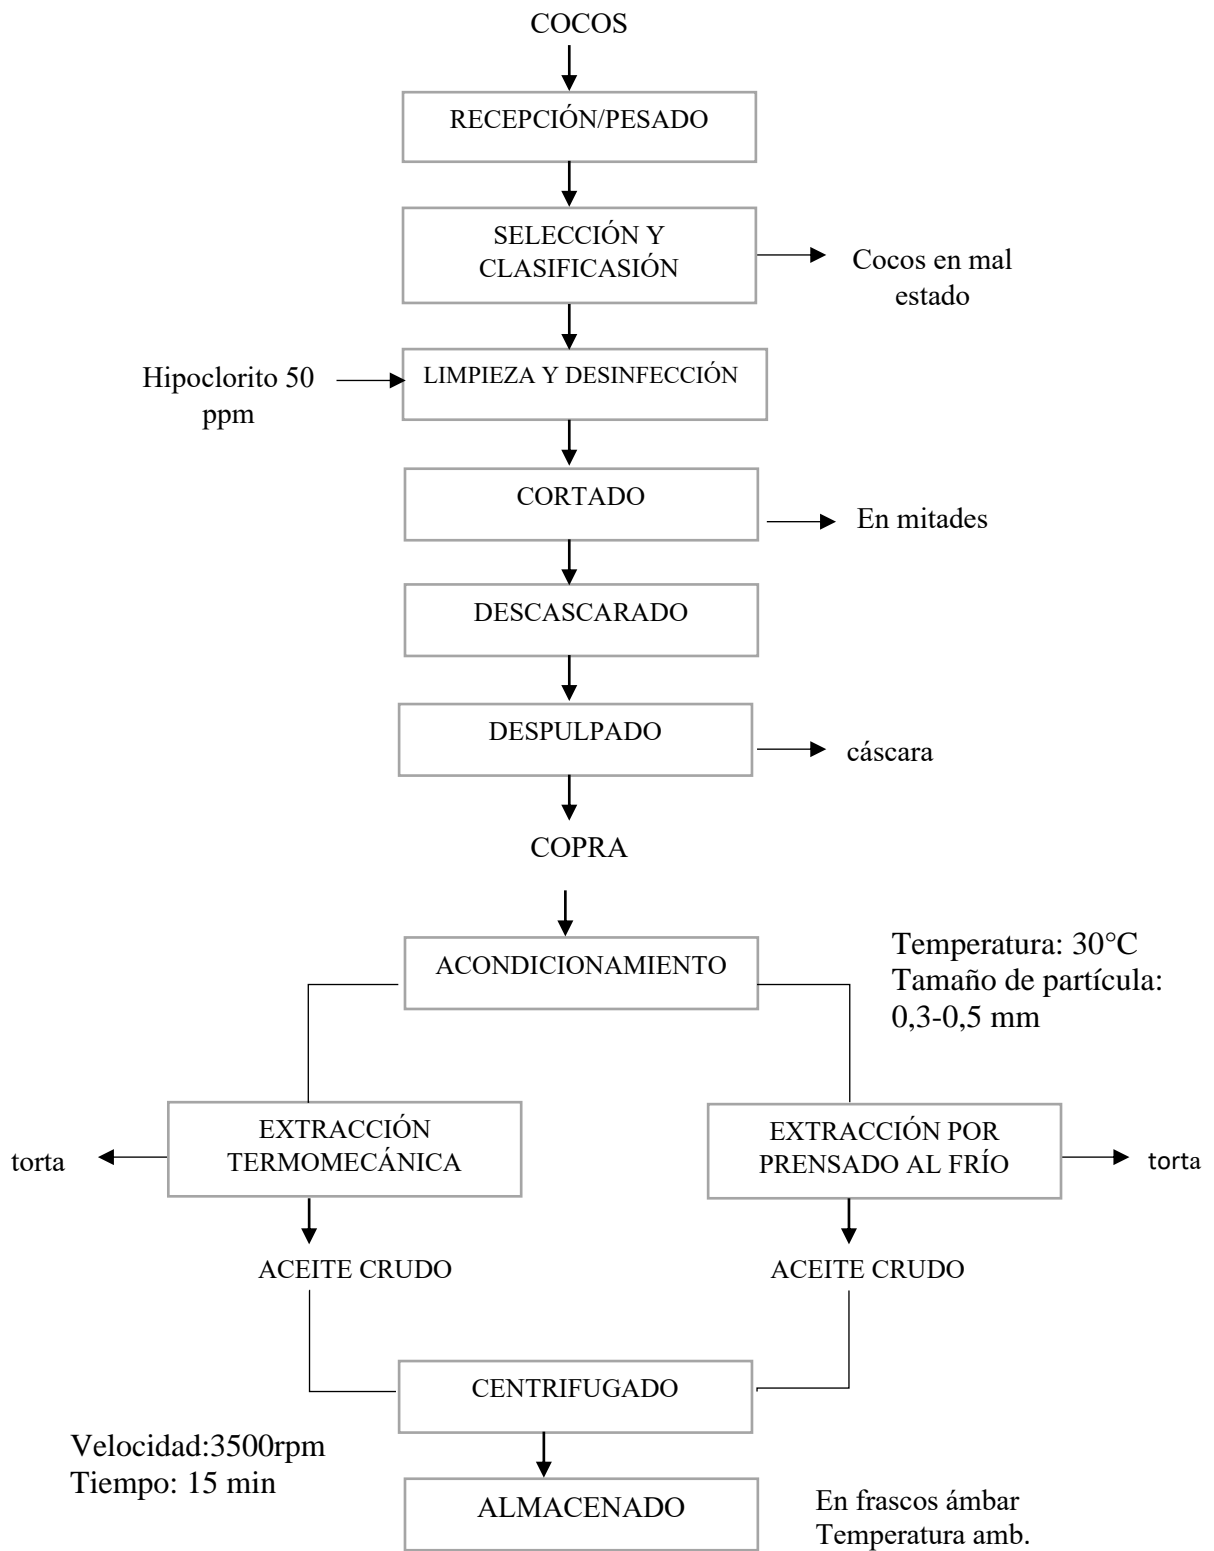 COCOS
RECEPCIÓN/PESADO
SELECCIÓN Y
CLASIFICASIÓN
Cocos en mal
estado
Hipoclorito 50
ppm
LIMPIEZA Y DESINFECCIÓN
CORTADO
En mitades
DESCASCARADO
DESPULPADO
cáscara
COPRA
ACONDICIONAMIENTO
Temperatura: 30°C
Tamaño de partícula:
0,3-0,5 mm
torta
EXTRACCIÓN
TERMOMECÁNICA
EXTRACCIÓN POR
PRENSADO AL FRÍO
torta
ACEITE CRUDO
ACEITE CRUDO
CENTRIFUGADO
Velocidad:3500rpm
Tiempo: 15 min
ALMACENADO
En frascos ámbar
Temperatura amb.